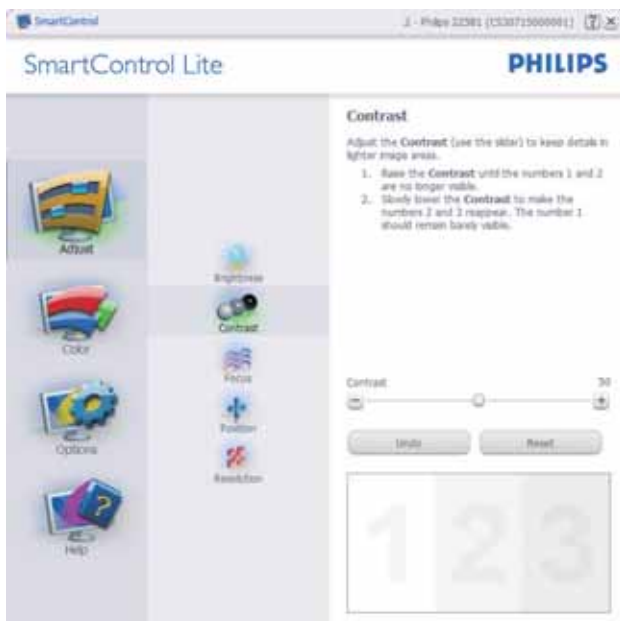 SmartControl
SmartControl Lite
PHILIPS
Adjust
Color
Options
Help
Brightness
Contrast
Focus
Position
Resolution
Contrast
Adjust the Contrast (use the slider) to keep details in
lighter image areas.
1. Raise the Contrast until the numbers 1 and 2
are no longer visible.
2. Slowly lower the Contrast to make the
numbers 2 and 3 reappear. The number 1
should remain barely visible.
Contrast 50
Undo Reset
1 2 3